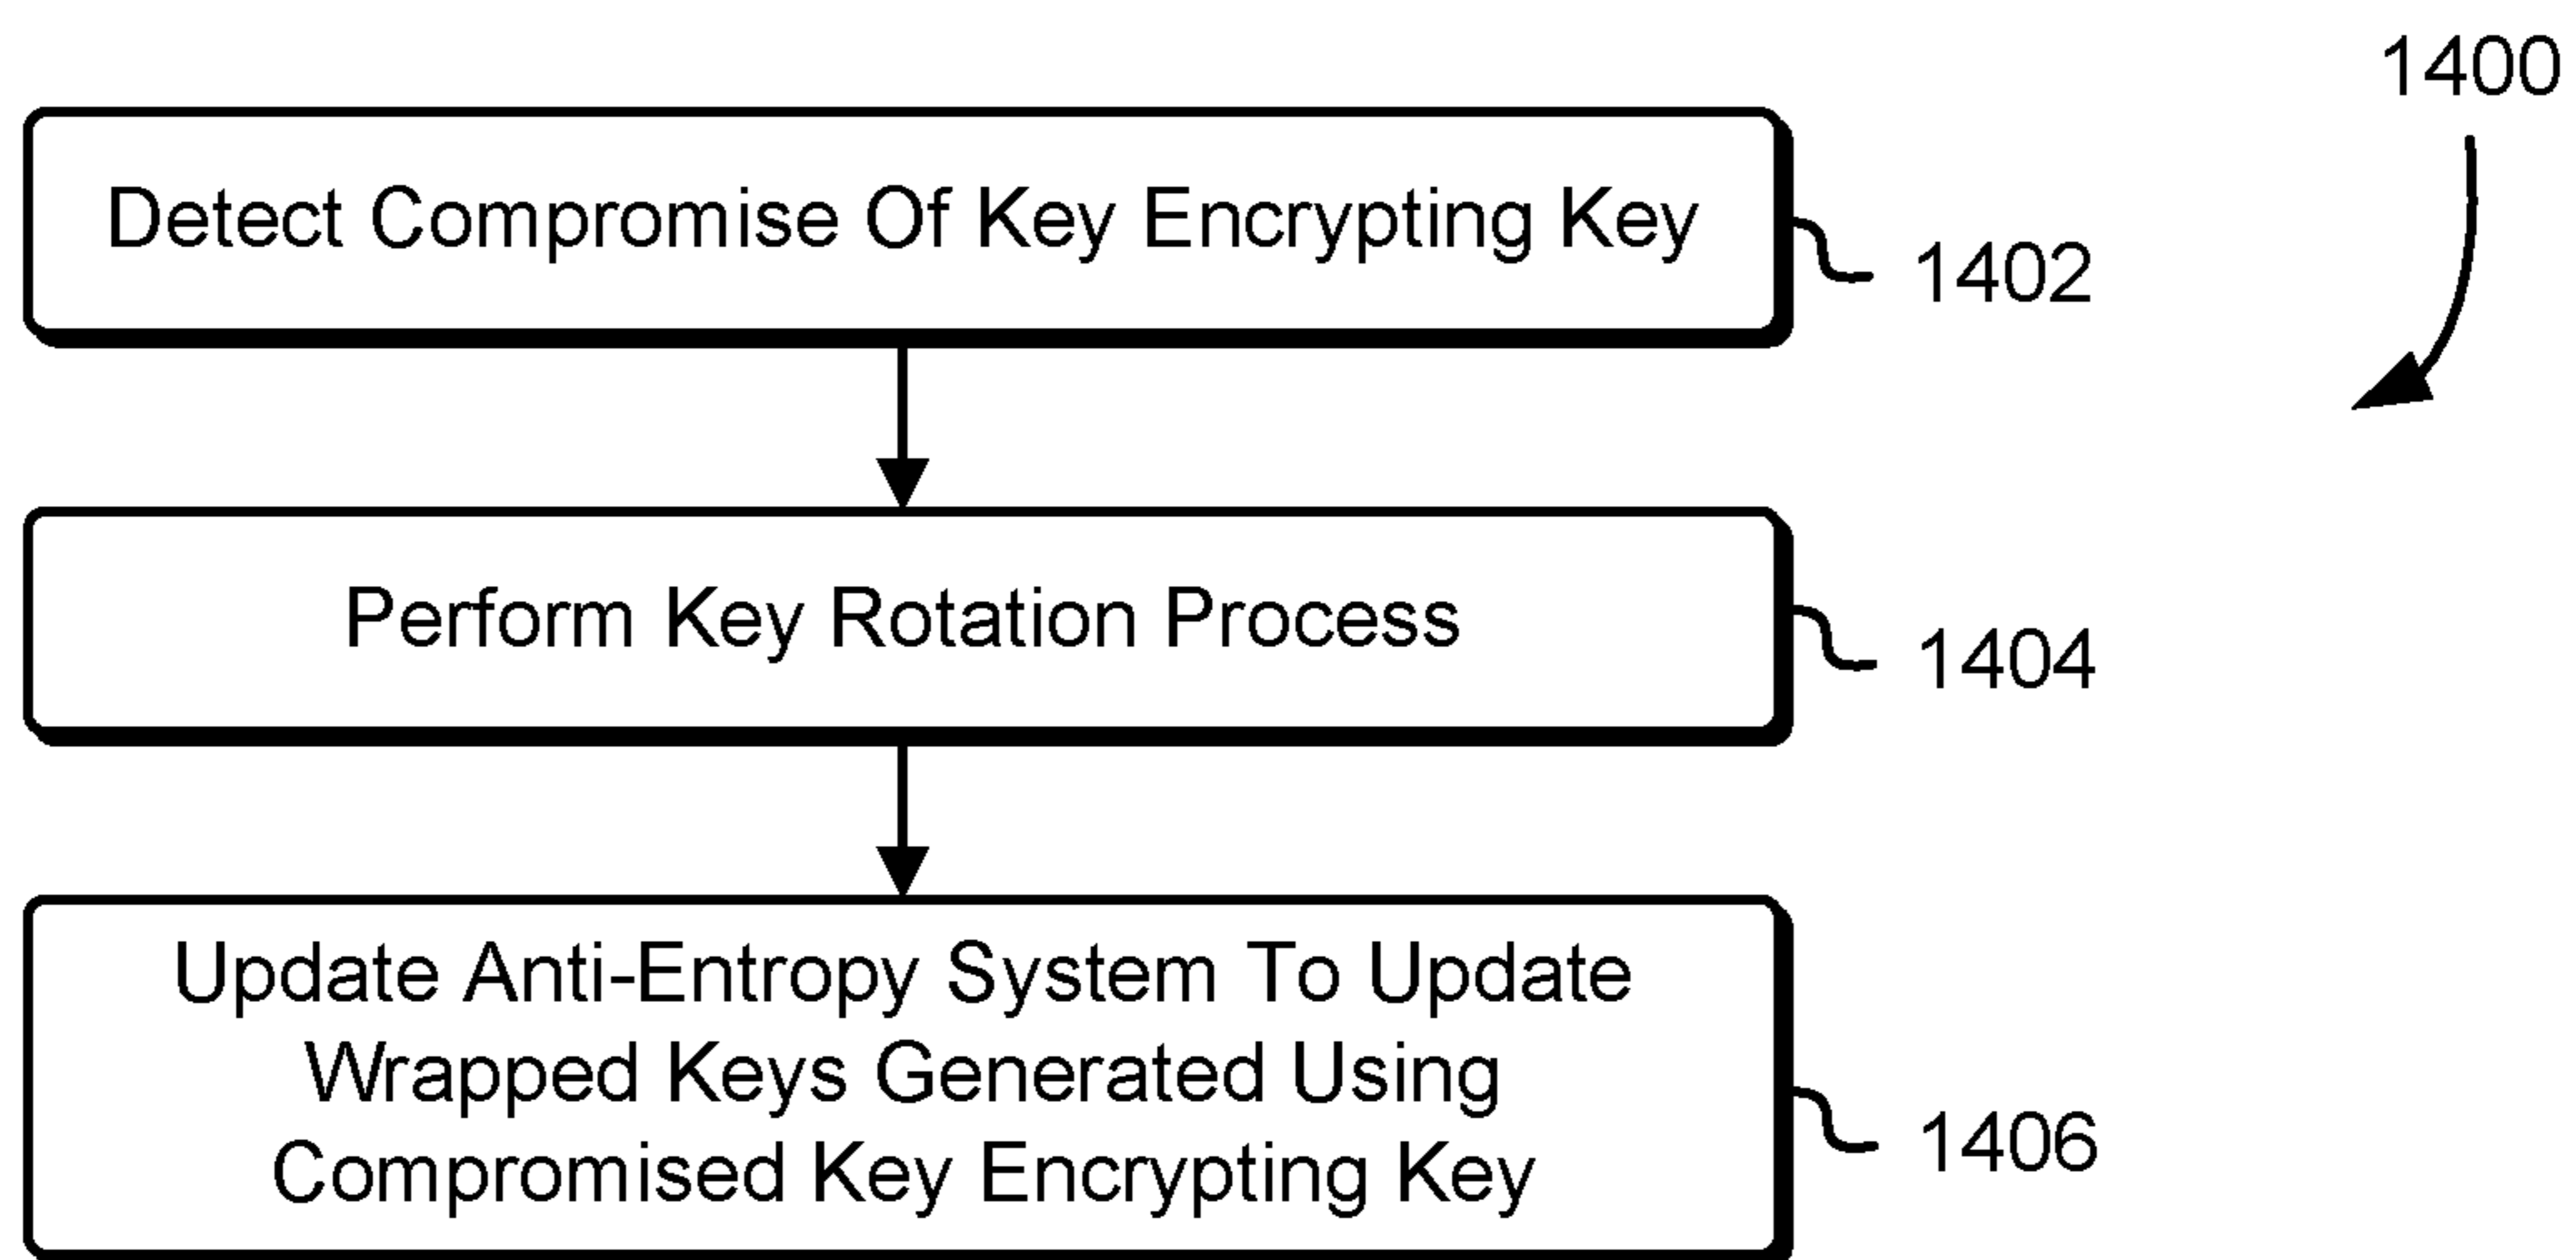 1400
Detect Compromise Of Key Encrypting Key
1402
Perform Key Rotation Process
1404
Update Anti-Entropy System To Update
Wrapped Keys Generated Using
Compromised Key Encrypting Key
1406